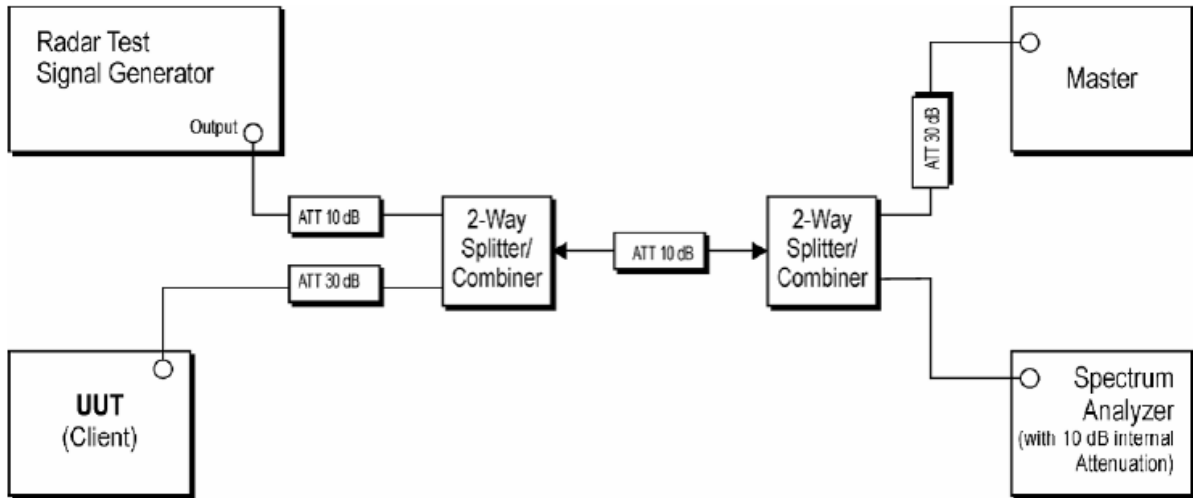 Radar Test
Signal Generator
Output
Master
ATT 30 dB
ATT 10 dB
2-Way
Splitter/
Combiner
ATT 10 dB
2-Way
Splitter/
Combiner
ATT 30 dB
UUT
(Client)
Spectrum
Analyzer
(with 10 dB internal
Attenuation)